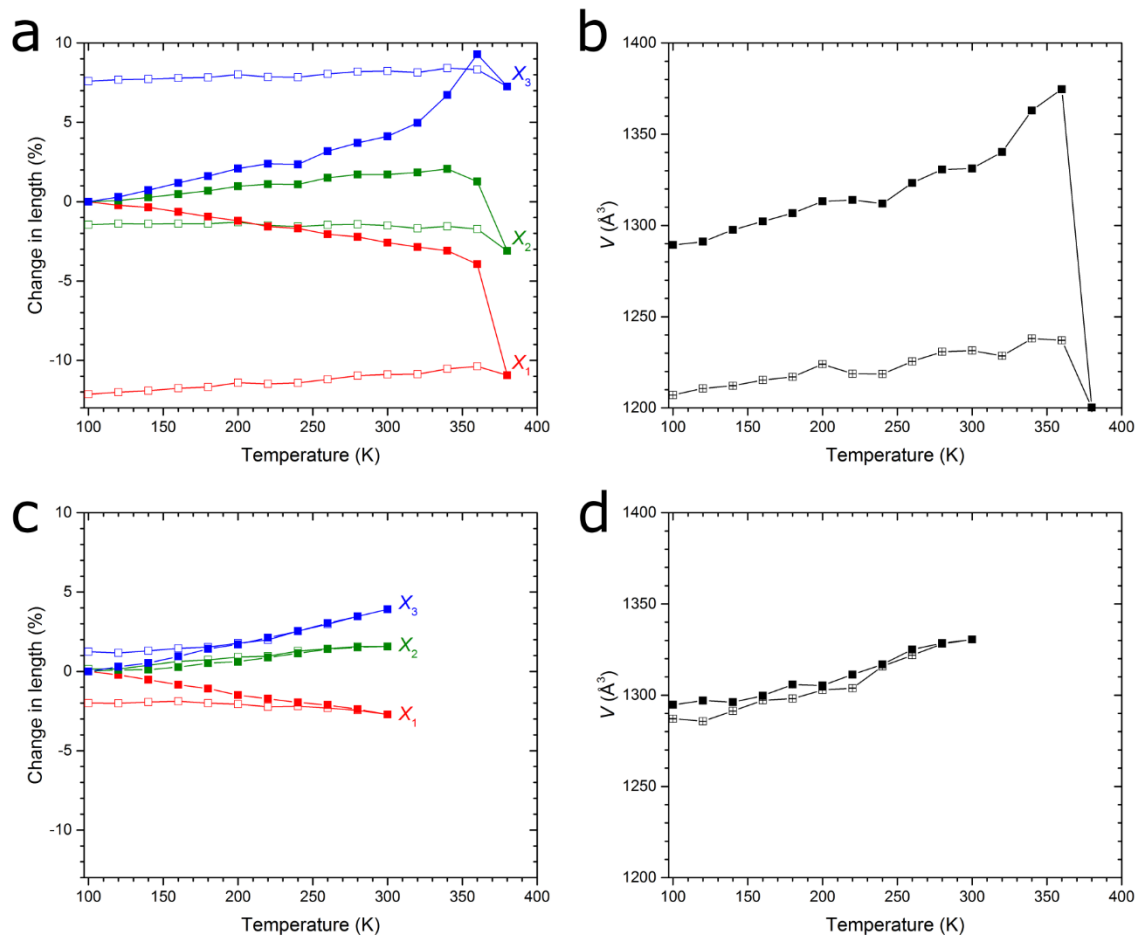 a
10
5
0
-5
-10
Change in length (%)
X₃
X₂
X₁
100 150 200 250 300 350 400
Temperature (K)
b
1400
1350
1300
1250
1200
V (Å³)
100 150 200 250 300 350 400
Temperature (K)
c
10
5
0
-5
-10
Change in length (%)
X₃
X₂
X₁
100 150 200 250 300 350 400
Temperature (K)
d
1400
1350
1300
1250
1200
V (Å³)
100 150 200 250 300 350 400
Temperature (K)